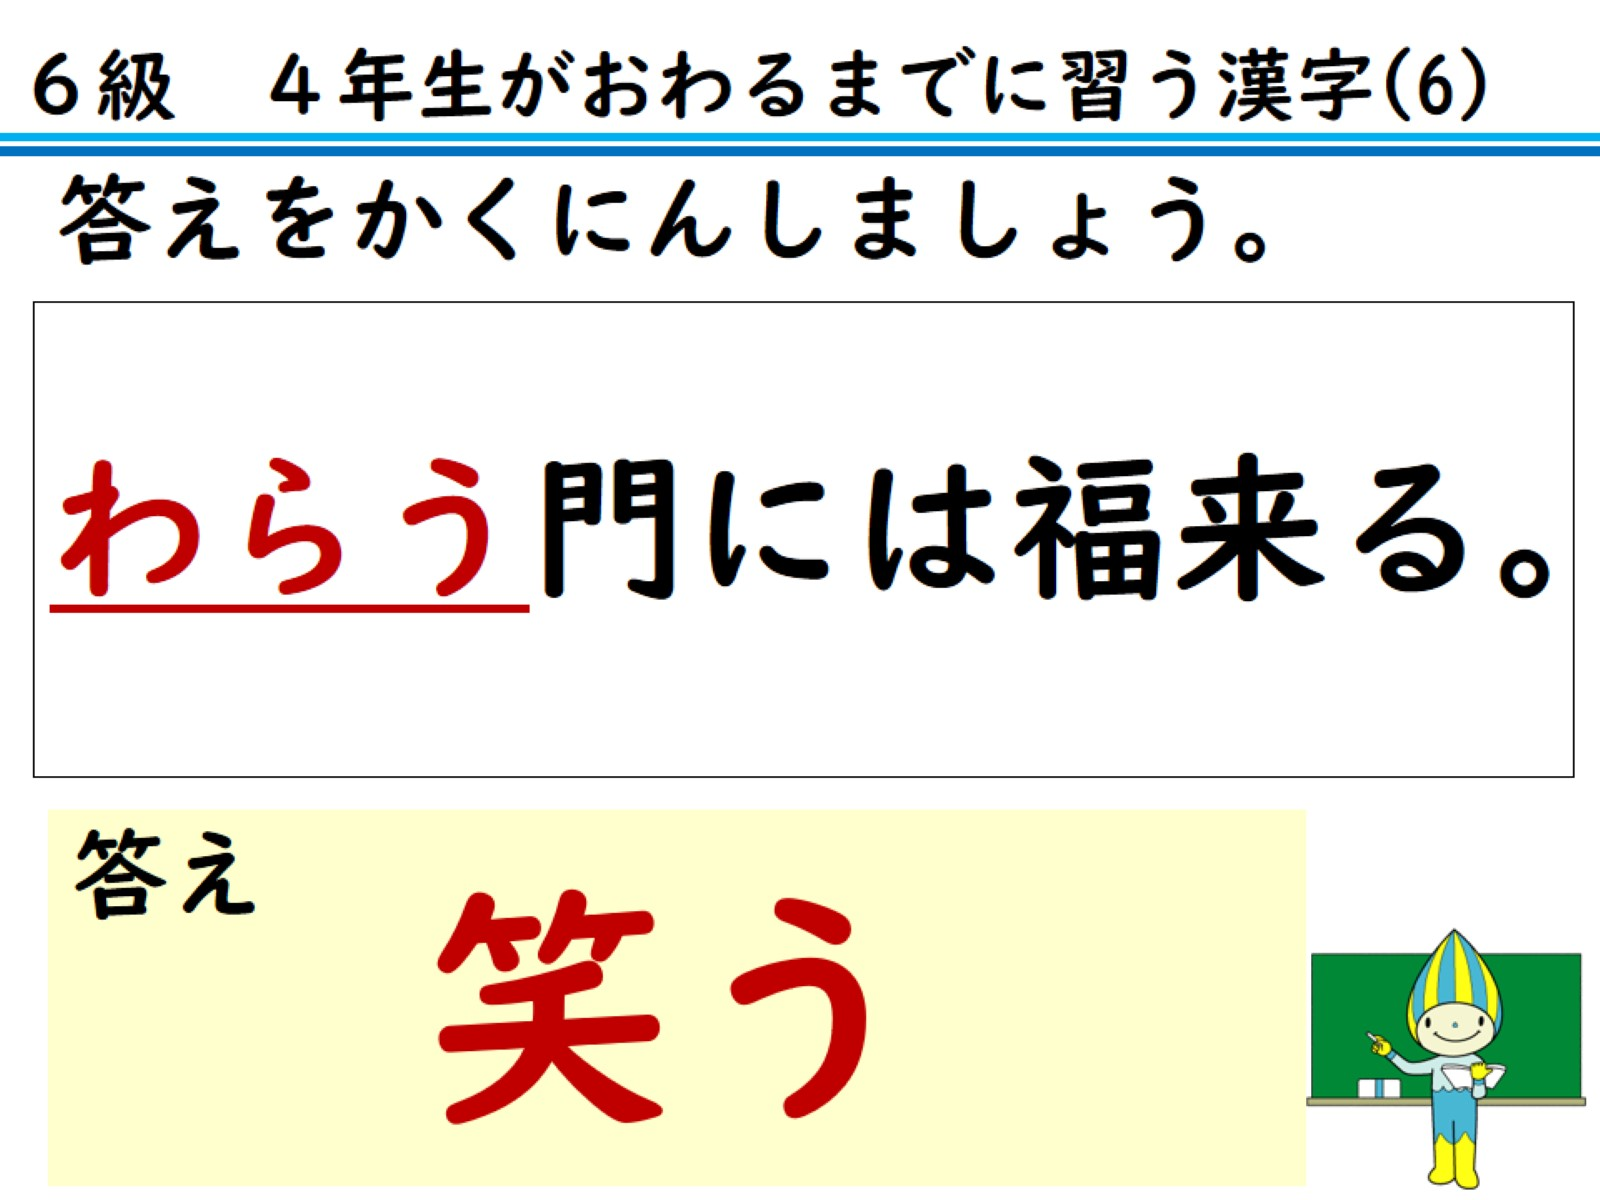 ６級　４年生がおわるまでに習う漢字(6)
答えをかくにんしましょう。
わらう門には福来る。
答え
笑う